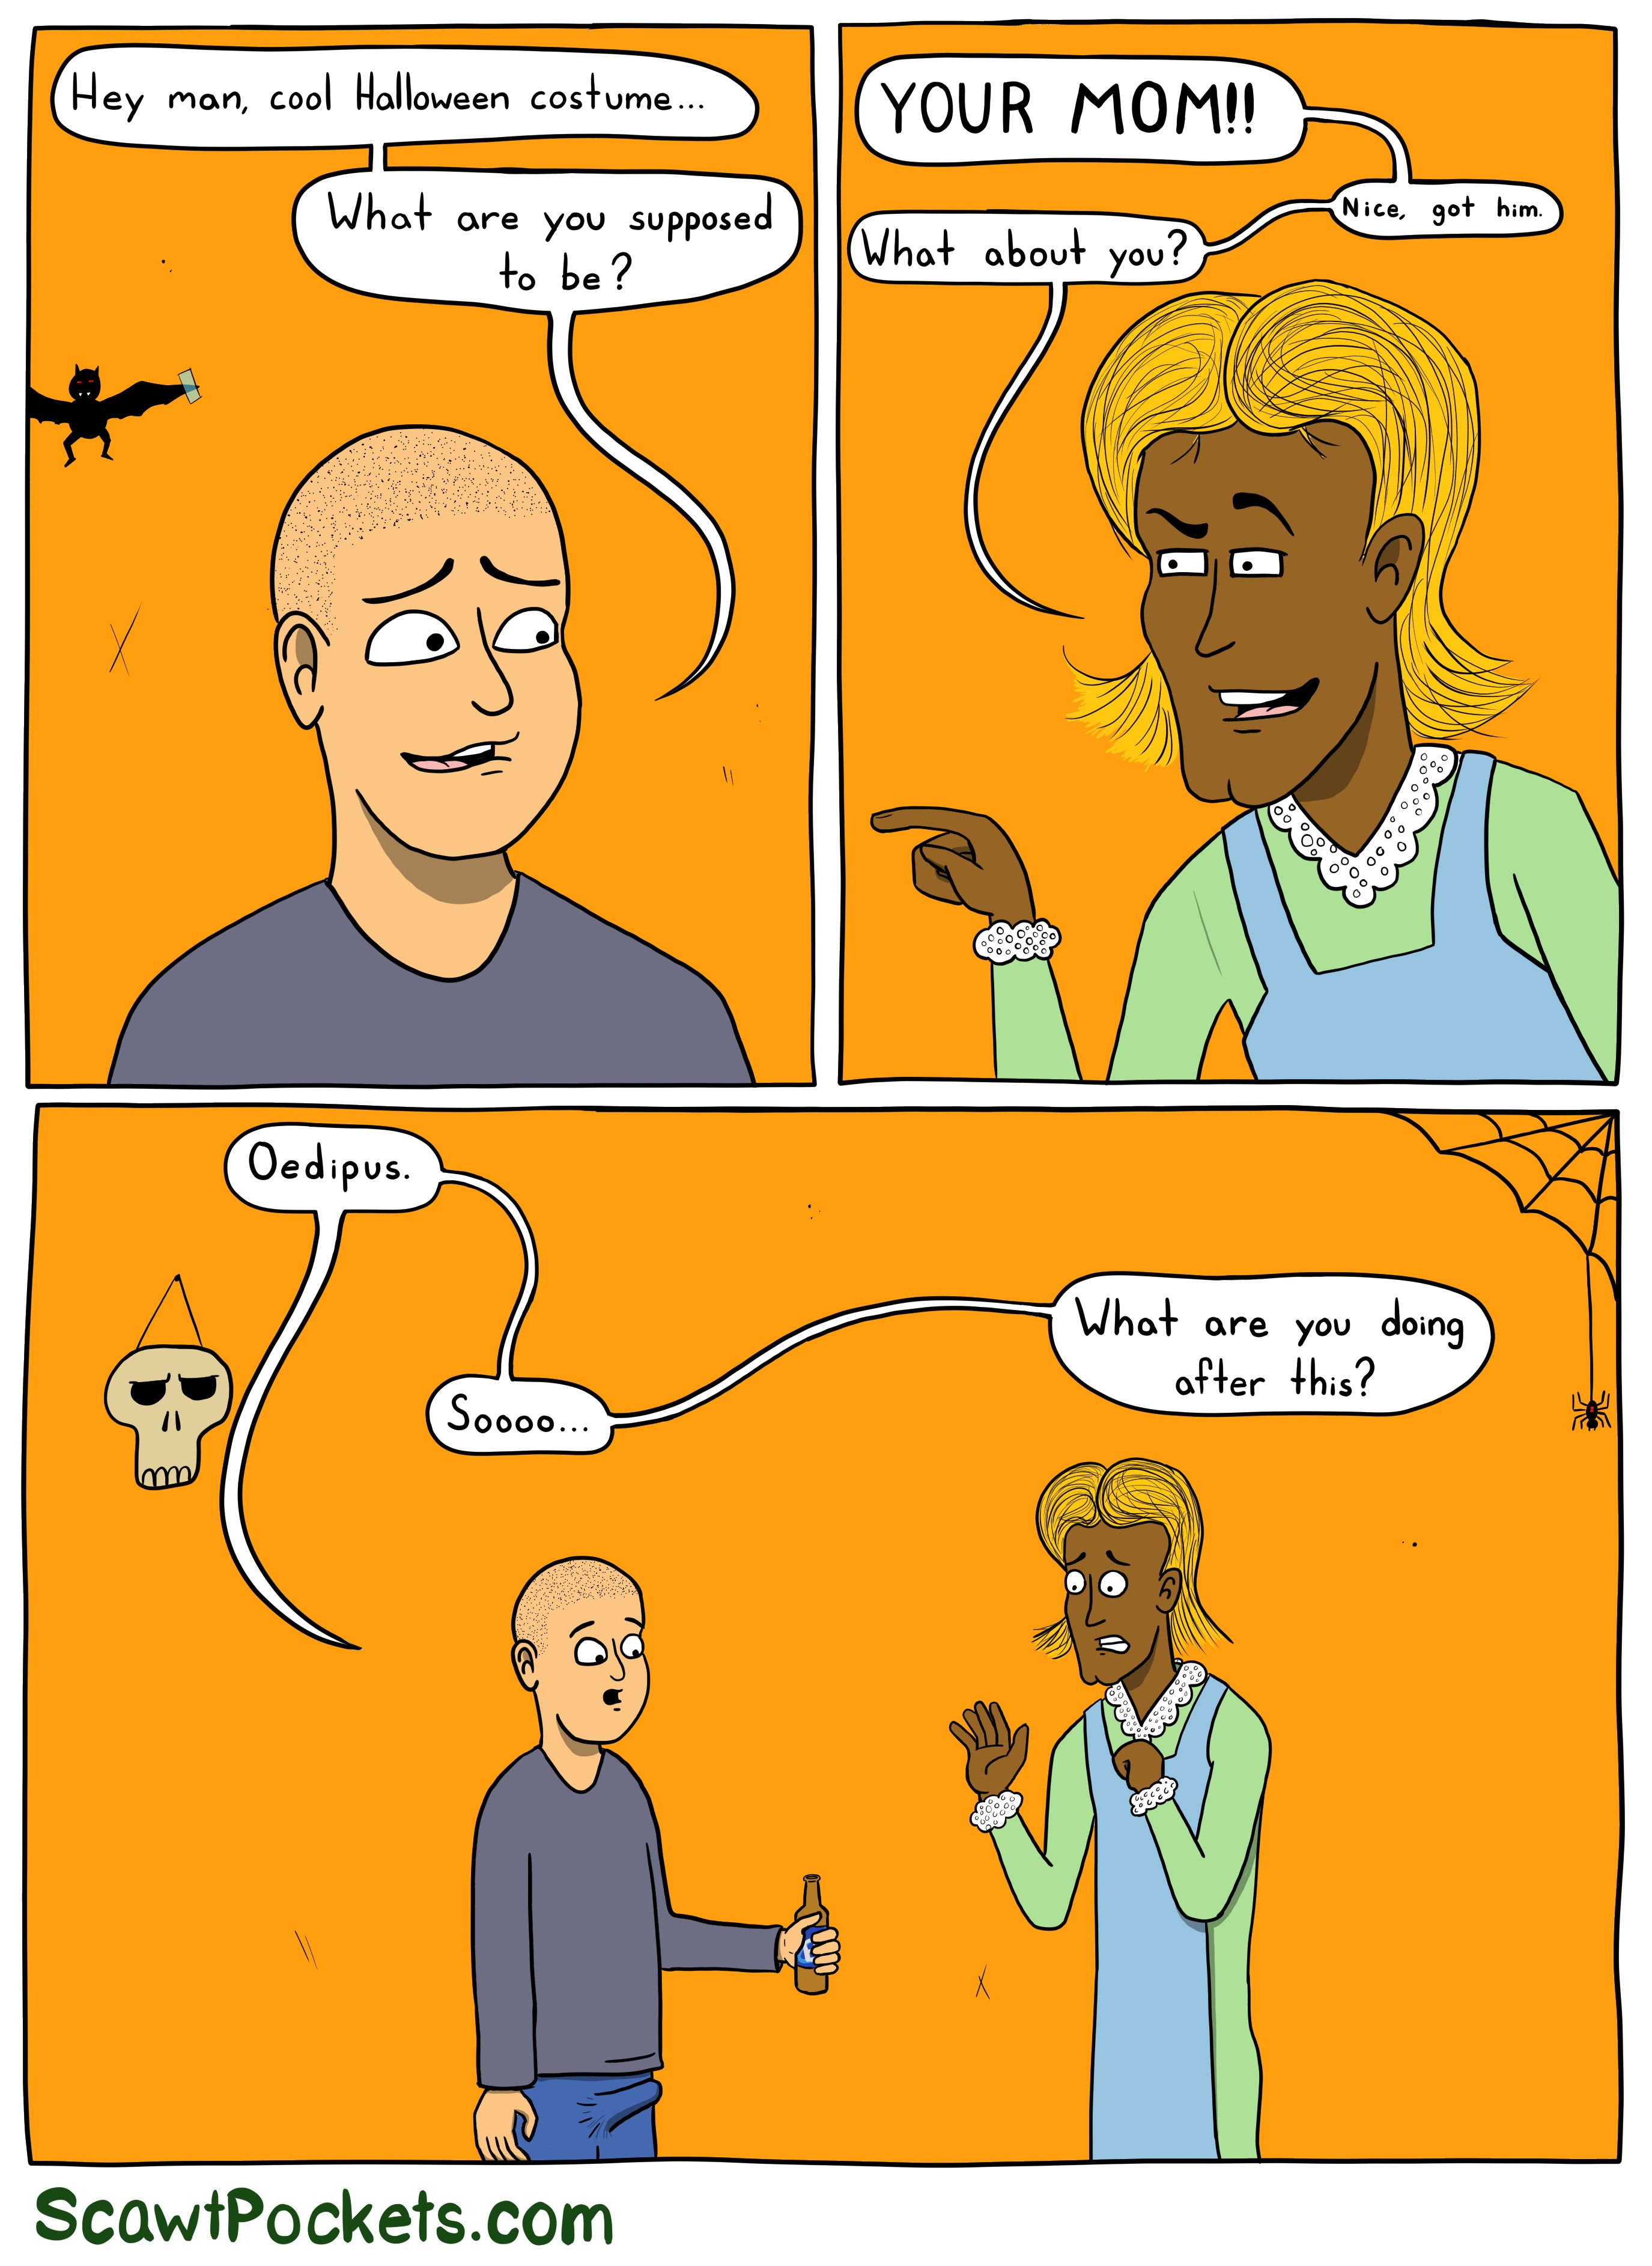 Hey man, cool Halloween costume...
What are you supposed
to be?
YOUR MOM!!
Nice, got him.
What about you?
Oedipus.
Soooo...
What are you doing
after this?
ScawtPockets.com